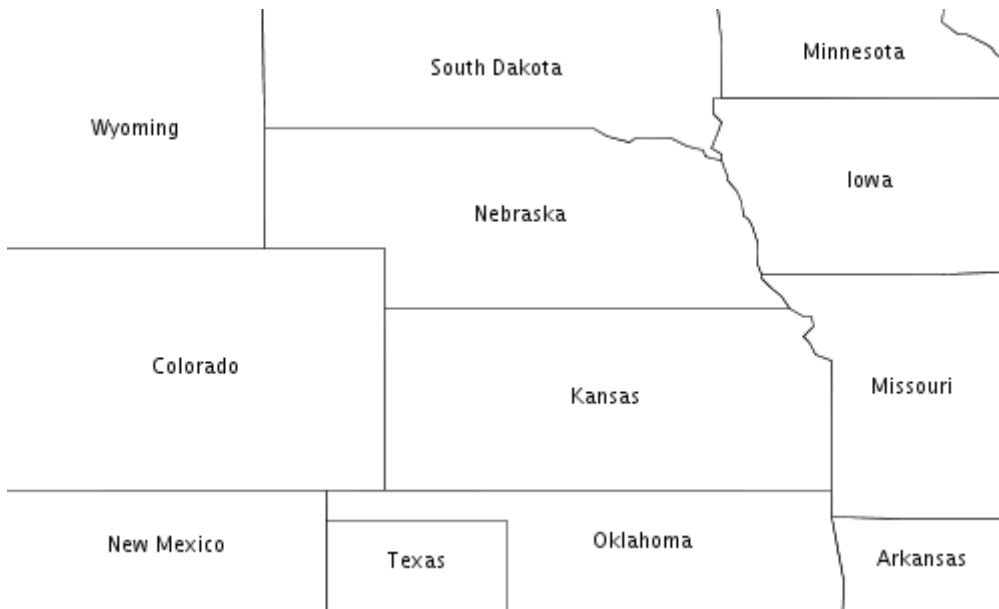 Minnesota
South Dakota
Wyoming
Iowa
Nebraska
Colorado
Missouri
Kansas
New Mexico
Oklahoma
Texas
Arkansas